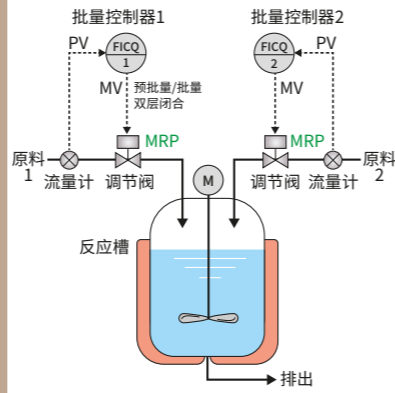 批量控制器1
批量控制器2
PV
FICQ
1
FICQ
2
PV
MV
预批量/批量
双层闭合
MV
MRP
MRP
原料
1
流量计
调节阀
M
调节阀
流量计
原料
2
反应槽
排出